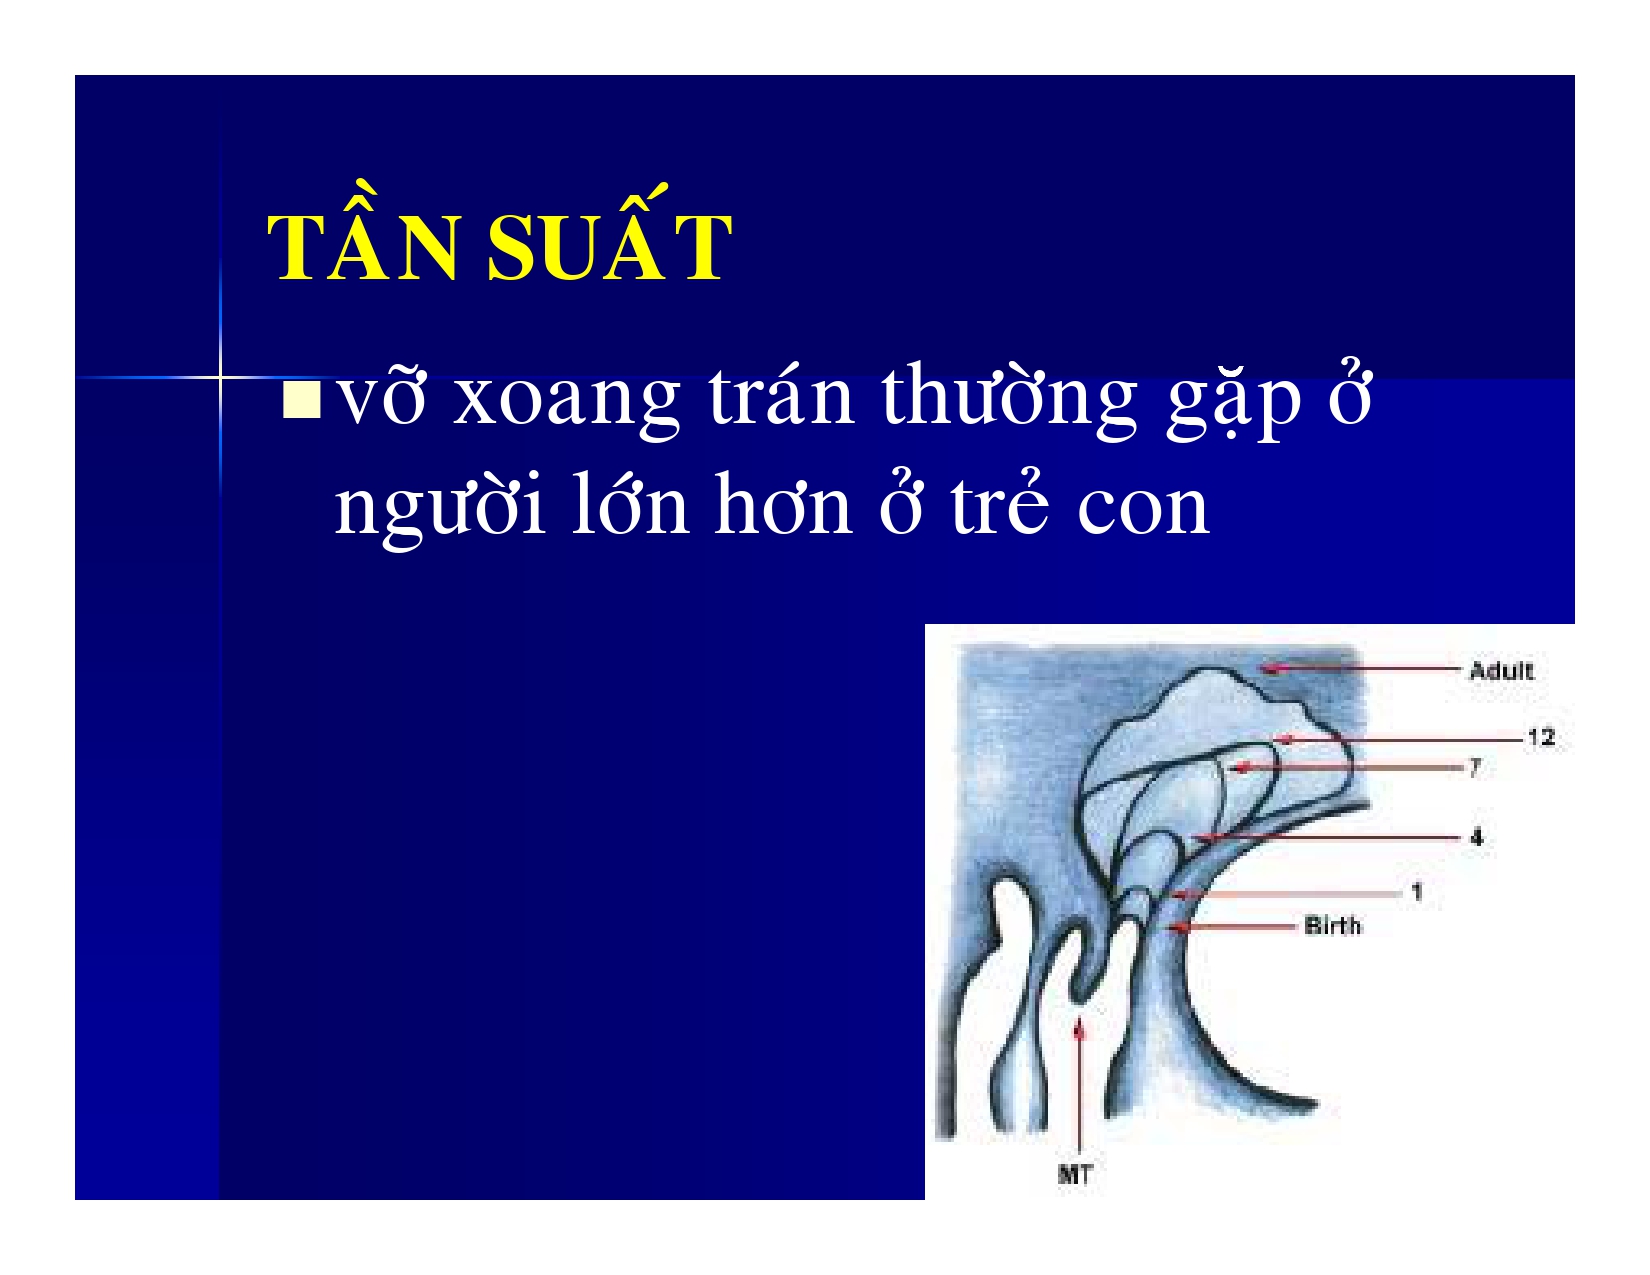 TẦN SUẤT
vỡ xoang trán thường gặp ở
người lớn hơn ở trẻ con
Adult
12
7
4
1
Birth
MT